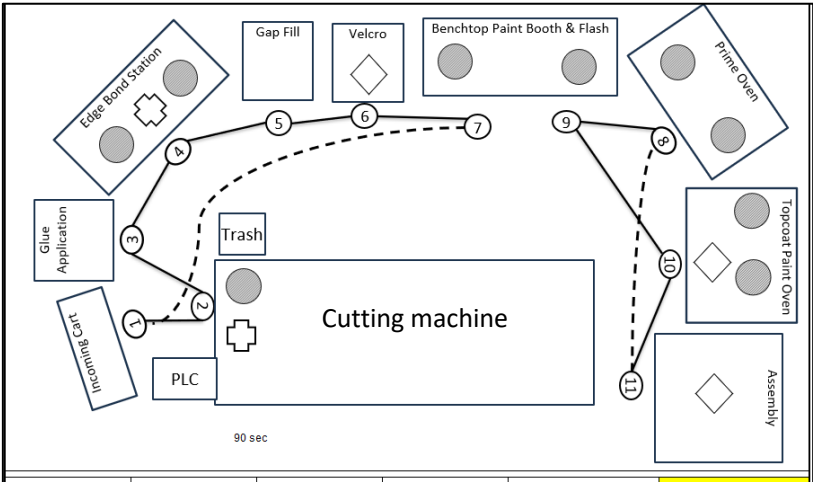 Gap Fill
Velcro
Benchtop Paint Booth & Flash
Prime Oven
Edge Bond Station
5
6
7
9
8
4
Glue
Application
3
Trash
Topcoat Paint Oven
10
Incoming Cart
1
2
Cutting machine
PLC
11
Assembly
90 sec